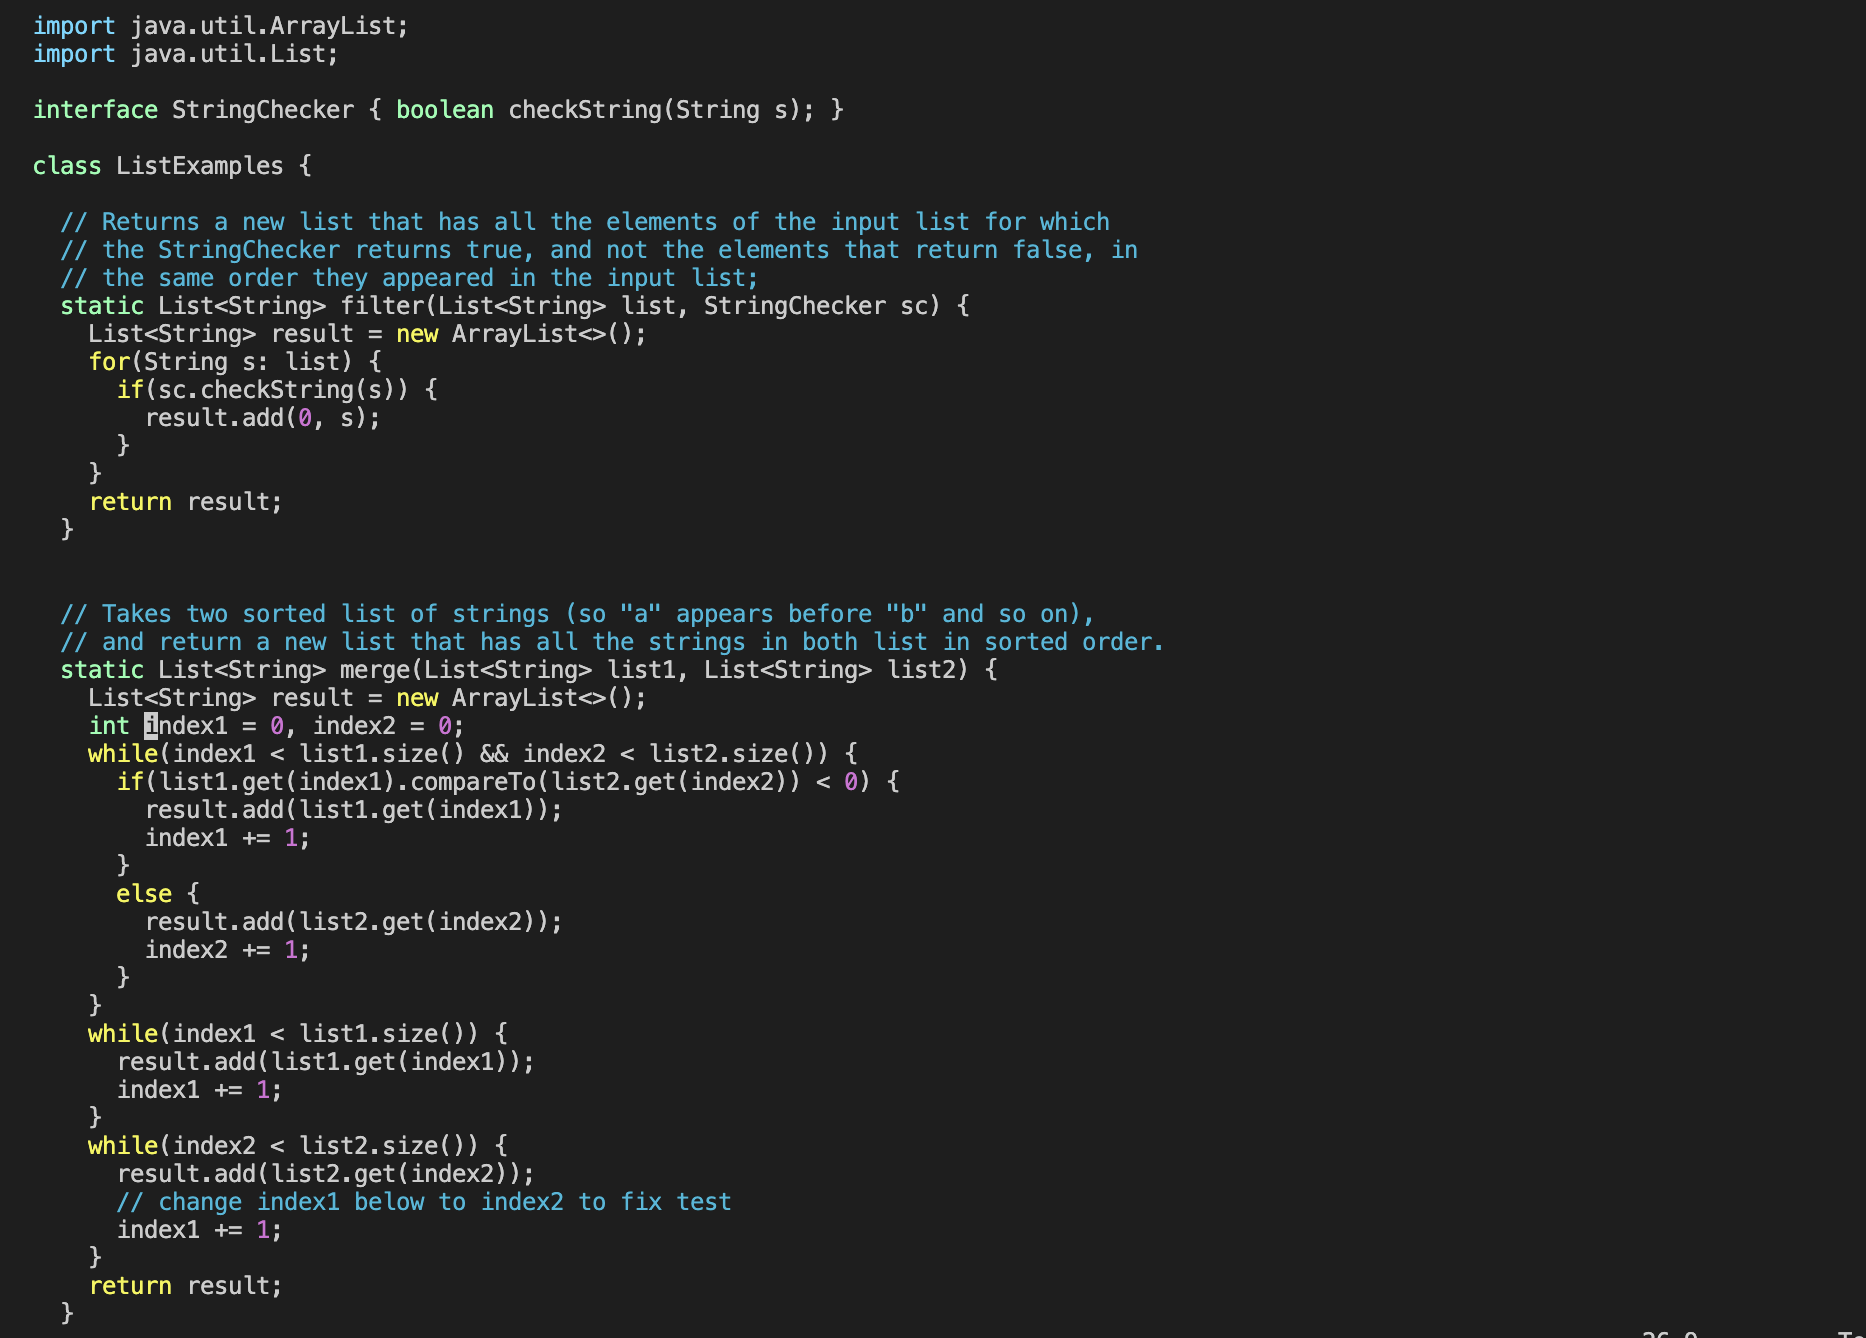 import java.util.ArrayList;
import java.util.List;

interface StringChecker { boolean checkString(String s); }

class ListExamples {

  // Returns a new list that has all the elements of the input list for which
  // the StringChecker returns true, and not the elements that return false, in
  // the same order they appeared in the input list;
  static List<String> filter(List<String> list, StringChecker sc) {
    List<String> result = new ArrayList<>();
    for(String s: list) {
      if(sc.checkString(s)) {
        result.add(0, s);
      }
    }
    return result;
  }


  // Takes two sorted list of strings (so "a" appears before "b" and so on),
  // and return a new list that has all the strings in both list in sorted order.
  static List<String> merge(List<String> list1, List<String> list2) {
    List<String> result = new ArrayList<>();
    int index1 = 0, index2 = 0;
    while(index1 < list1.size() && index2 < list2.size()) {
      if(list1.get(index1).compareTo(list2.get(index2)) < 0) {
        result.add(list1.get(index1));
        index1 += 1;
      }
      else {
        result.add(list2.get(index2));
        index2 += 1;
      }
    }
    while(index1 < list1.size()) {
      result.add(list1.get(index1));
      index1 += 1;
    }
    while(index2 < list2.size()) {
      result.add(list2.get(index2));
      // change index1 below to index2 to fix test
      index1 += 1;
    }
    return result;
  }